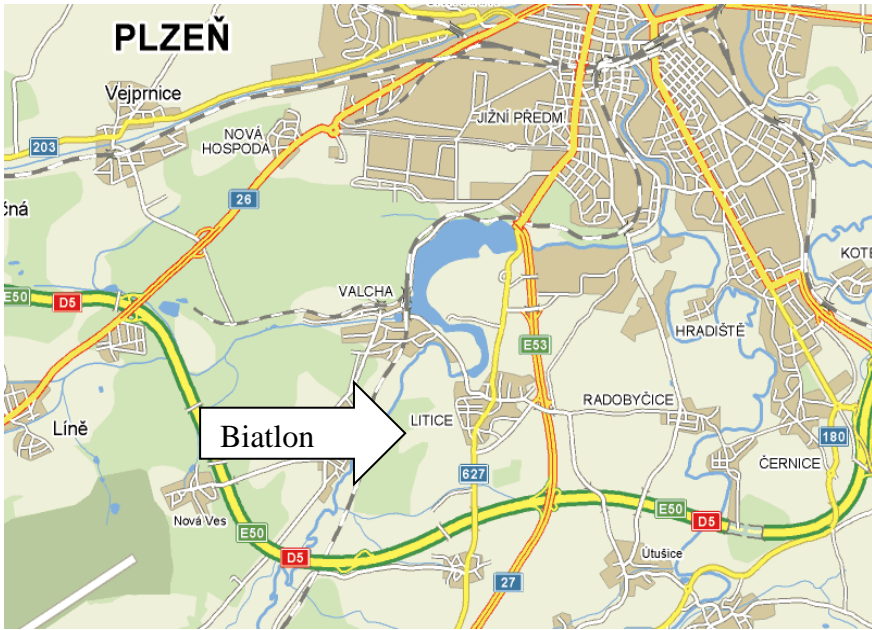 PLZEŇ
Vejprnice
JIŽNÍ PŘEDM.
NOVÁ
HOSPODA
203
26
čná
KOTE
VALCHA
E50
D5
HRADIŠTĚ
E53
RADOBYČICE
LITICE
Líně
Biatlon
180
ČERNICE
627
Nová Ves
E50
D5
E50
D5
Útušice
27